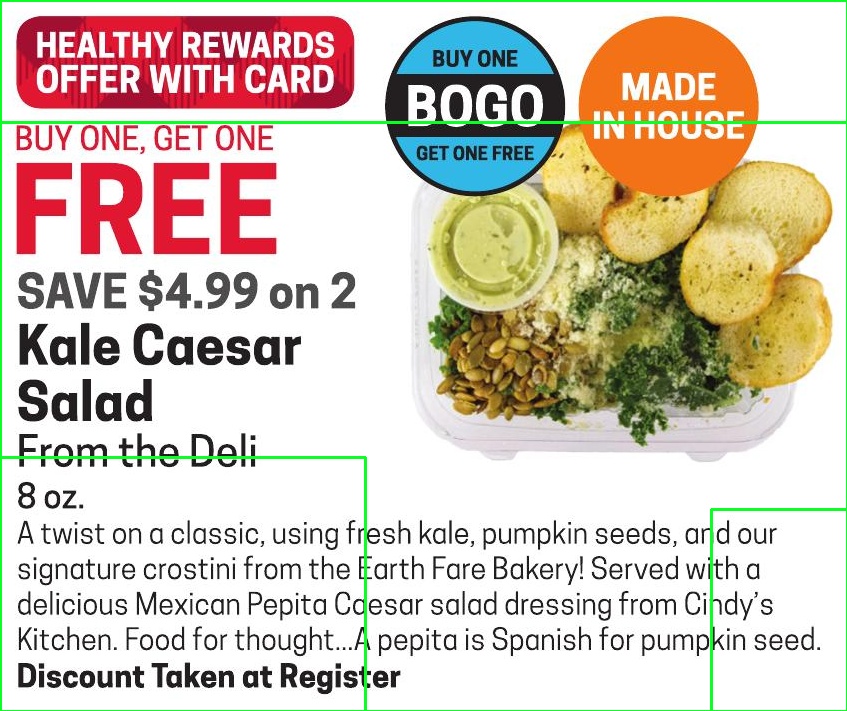 HEALTHY REWARDS
OFFER WITH CARD
BUY ONE
BOGO
GET ONE FREE
MADE
IN HOUSE
BUY ONE, GET ONE
FREE
SAVE $4.99 on 2
Kale Caesar
Salad
From the Deli
8 oz.
A twist on a classic, using fresh kale, pumpkin seeds, and our
signature crostini from the Earth Fare Bakery! Served with a
delicious Mexican Pepita Caesar salad dressing from Cindy's
Kitchen. Food for thought...A pepita is Spanish for pumpkin seed.
Discount Taken at Register